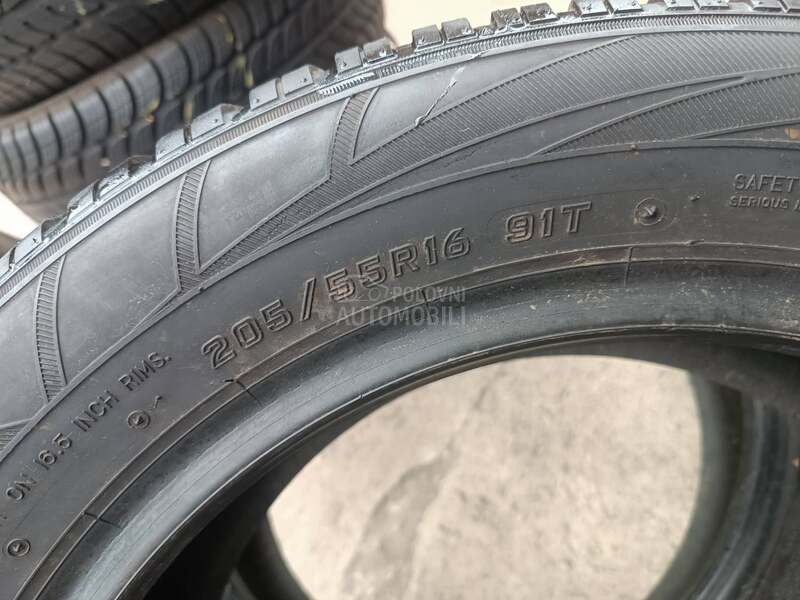 205/55R16 91T
SAFET
SERIOUS
ON 16.5 INCH RIMS.
POLOVNI
AUTOMOBILI